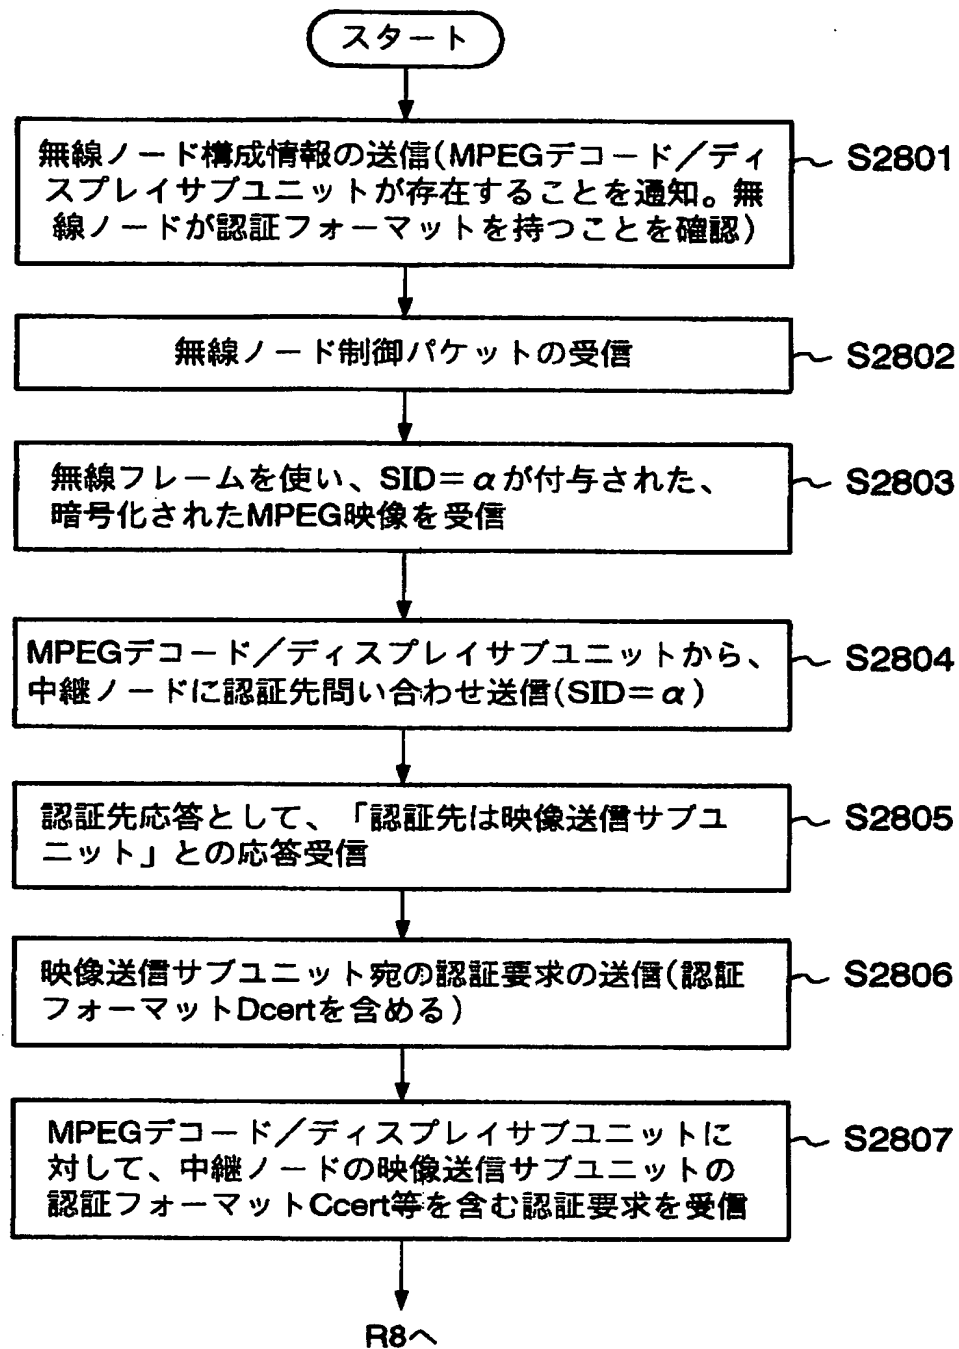 スタート
無線ノード構成情報の送信(MPEGデコード／ディ
スプレイサブユニットが存在することを通知。無
線ノードが認証フォーマットを持つことを確認)
S2801
無線ノード制御パケットの受信
S2802
無線フレームを使い、SID＝αが付与された、
暗号化されたMPEG映像を受信
S2803
MPEGデコード／ディスプレイサブユニットから、
中継ノードに認証先問い合わせ送信(SID＝α)
S2804
認証先応答として、「認証先は映像送信サブユ
ニット」との応答受信
S2805
映像送信サブユニット宛の認証要求の送信(認証
フォーマットDcertを含める)
S2806
MPEGデコード／ディスプレイサブユニットに
対して、中継ノードの映像送信サブユニットの
認証フォーマットCcert等を含む認証要求を受信
S2807
R8へ